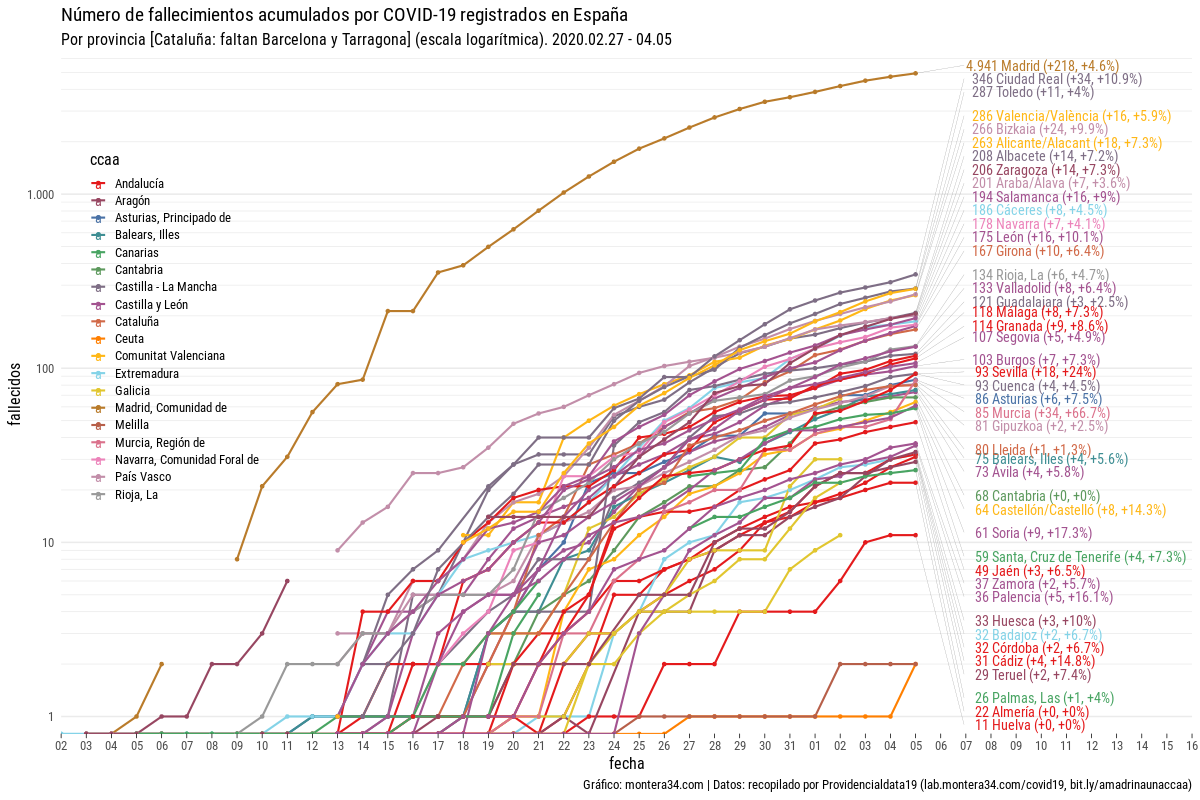 Número de fallecimientos acumulados por COVID-19 registrados en España
Por provincia [Cataluña: faltan Barcelona y Tarragona] (escala logarítmica). 2020.02.27 - 04.05
fallecidos
1.000
100
10
1
ccaa
Andalucía
Aragón
Asturias, Principado de
Balears, Illes
Canarias
Cantabria
Castilla - La Mancha
Castilla y León
Cataluña
Ceuta
Comunitat Valenciana
Extremadura
Galicia
Madrid, Comunidad de
Melilla
Murcia, Región de
Navarra, Comunidad Foral de
País Vasco
Rioja, La
4.941 Madrid (+218, +4.6%)
346 Ciudad Real (+34, +10.9%)
287 Toledo (+11, +4%)
286 Valencia/València (+16, +5.9%)
266 Bizkaia (+24, +9.9%)
263 Alicante/Alacant (+18, +7.3%)
208 Albacete (+14, +7.2%)
206 Zaragoza (+14, +7.3%)
201 Araba/Álava (+7, +3.6%)
194 Salamanca (+16, +9%)
186 Cáceres (+8, +4.5%)
178 Navarra (+7, +4.1%)
175 León (+16, +10.1%)
167 Girona (+10, +6.4%)
134 Rioja, La (+6, +4.7%)
133 Valladolid (+8, +6.4%)
121 Guadalajara (+3, +2.5%)
118 Málaga (+8, +7.3%)
114 Granada (+9, +8.6%)
107 Segovia (+5, +4.9%)
103 Burgos (+7, +7.3%)
93 Sevilla (+18, +24%)
93 Cuenca (+4, +4.5%)
86 Asturias (+6, +7.5%)
85 Murcia (+34, +66.7%)
81 Gipuzkoa (+2, +2.5%)
80 Lleida (+1, +1.3%)
75 Balears, Illes (+4, +5.6%)
73 Ávila (+4, +5.8%)
68 Cantabria (+0, +0%)
64 Castellón/Castelló (+8, +14.3%)
61 Soria (+9, +17.3%)
59 Santa, Cruz de Tenerife (+4, +7.3%)
49 Jaén (+3, +6.5%)
37 Zamora (+2, +5.7%)
36 Palencia (+5, +16.1%)
33 Huesca (+3, +10%)
32 Badajoz (+2, +6.7%)
32 Córdoba (+2, +6.7%)
31 Cádiz (+4, +14.8%)
29 Teruel (+2, +7.4%)
26 Palmas, Las (+1, +4%)
22 Almería (+0, +0%)
11 Huelva (+0, +0%)
02 03 04 05 06 07 08 09 10 11 12 13 14 15 16 17 18 19 20 21 22 23 24 25 26 27 28 29 30 31 01 02 03 04 05 06 07 08 09 10 11 12 13 14 15 16
fecha
Gráfico: montera34.com | Datos: recopilado por Providencialdata19 (lab.montera34.com/covid19, bit.ly/amadrinaunaccaa)